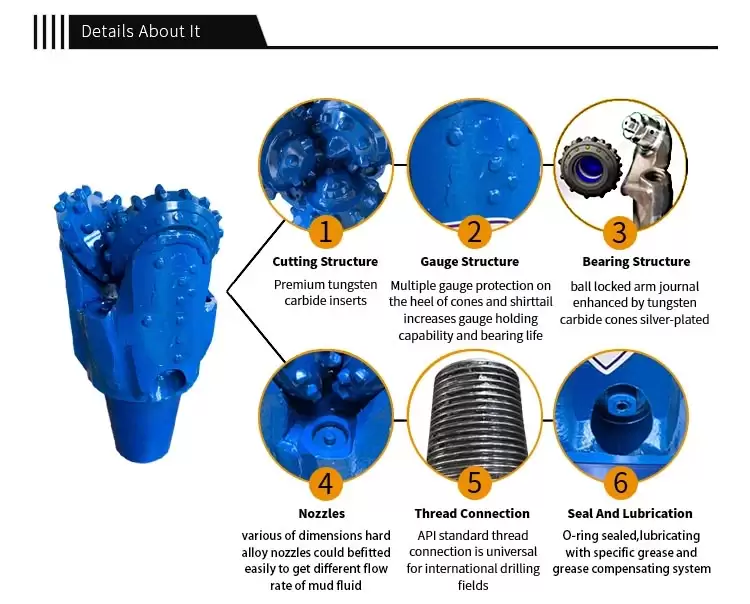 Details About It
1
Cutting Structure
Premium tungsten
carbide inserts
2
Gauge Structure
Multiple gauge protection on
the heel of cones and shirttail
increases gauge holding
capability and bearing life
3
Bearing Structure
ball locked arm journal
enhanced by tungsten
carbide cones silver-plated
4
Nozzles
various of dimensions hard
alloy nozzles could befitted
easily to get different flow
rate of mud fluid
5
Thread Connection
API standard thread
connection is universal
for international drilling
fields
6
Seal And Lubrication
O-ring sealed,lubricating
with specific grease and
grease compensating system